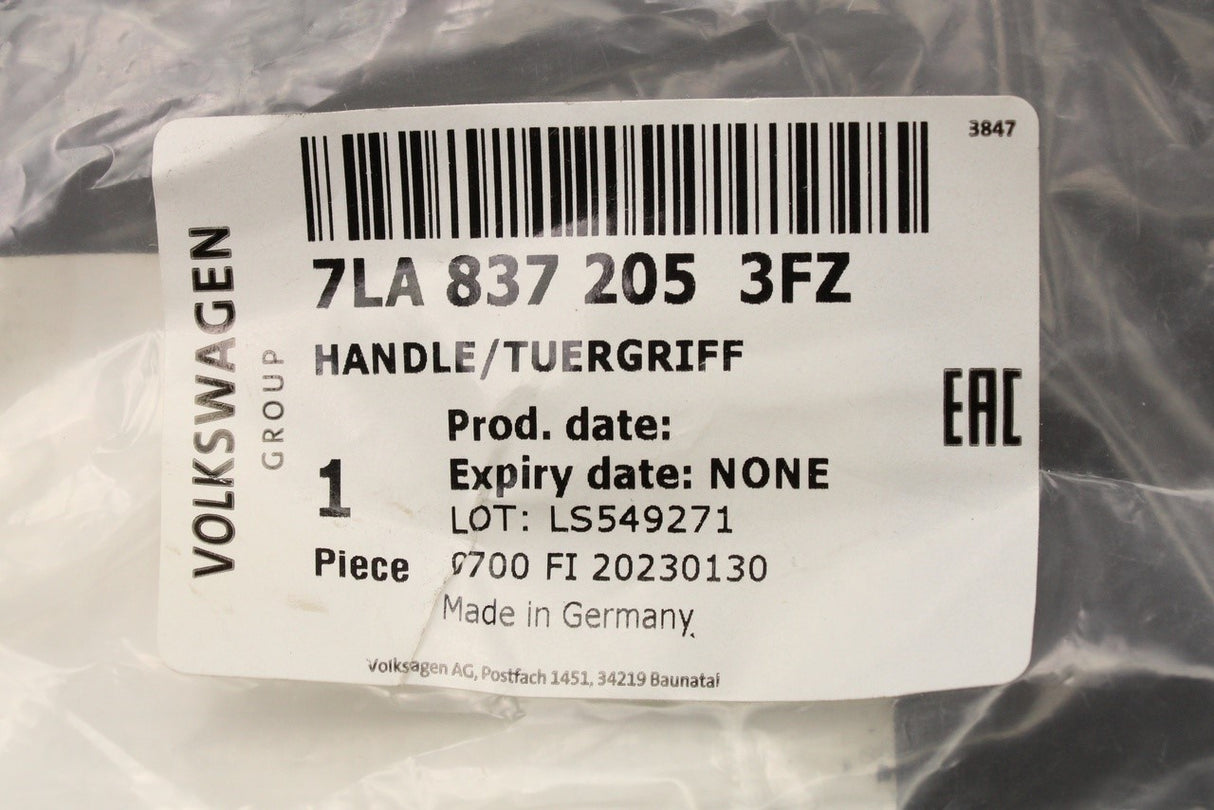 3847
VOLKSWAGEN
GROUP
7LA 837 205 3FZ
HANDLE/TUERGRIFF
EAC
Prod. date:
1
Expiry date: NONE
LOT: LS549271
Piece
0700 FI 20230130
Made in Germany
Volksagen AG, Postfach 1451, 34219 Baunatal